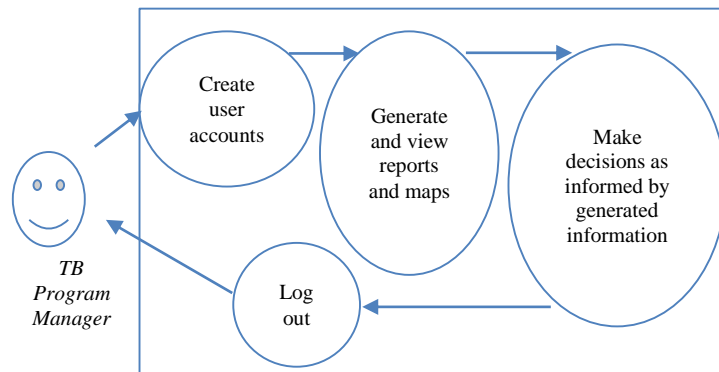 Create
user
accounts
Generate
and view
reports
and maps
Make
decisions as
informed by
generated
information
TB
Program
Manager
Log
out